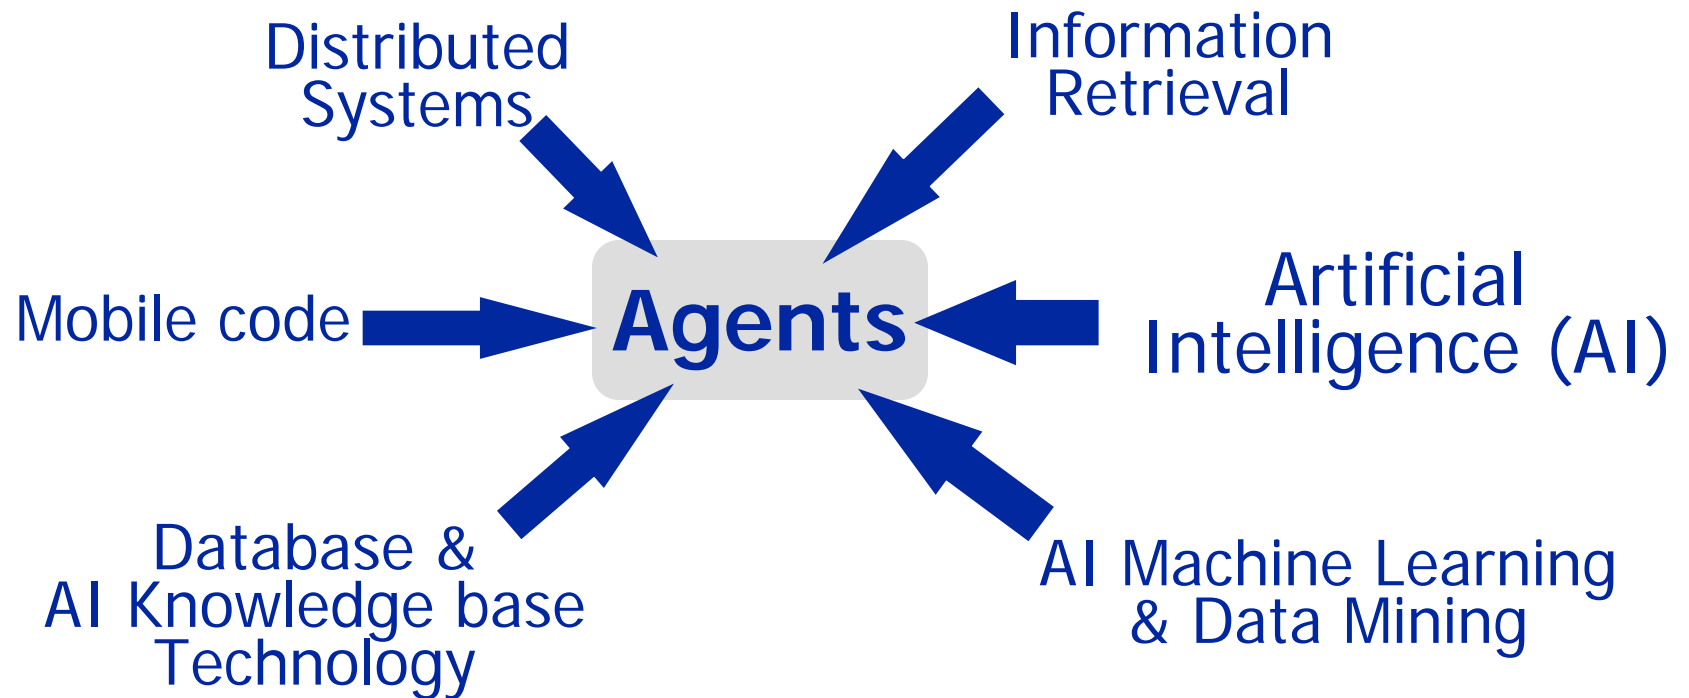 Distributed
Systems
Information
Retrieval
Mobile code
Agents
Artificial
Intelligence (AI)
Database &
AI Knowledge base
Technology
AI Machine Learning
& Data Mining